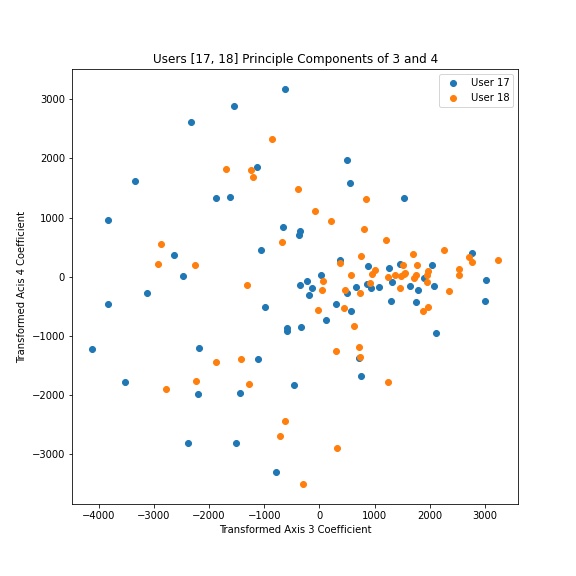 Users [17, 18] Principle Components of 3 and 4
User 17
User 18
Transformed Acis 4 Coefficient
3000
2000
1000
0
−1000
−2000
−3000
−4000 −3000 −2000 −1000 0 1000 2000 3000
Transformed Axis 3 Coefficient